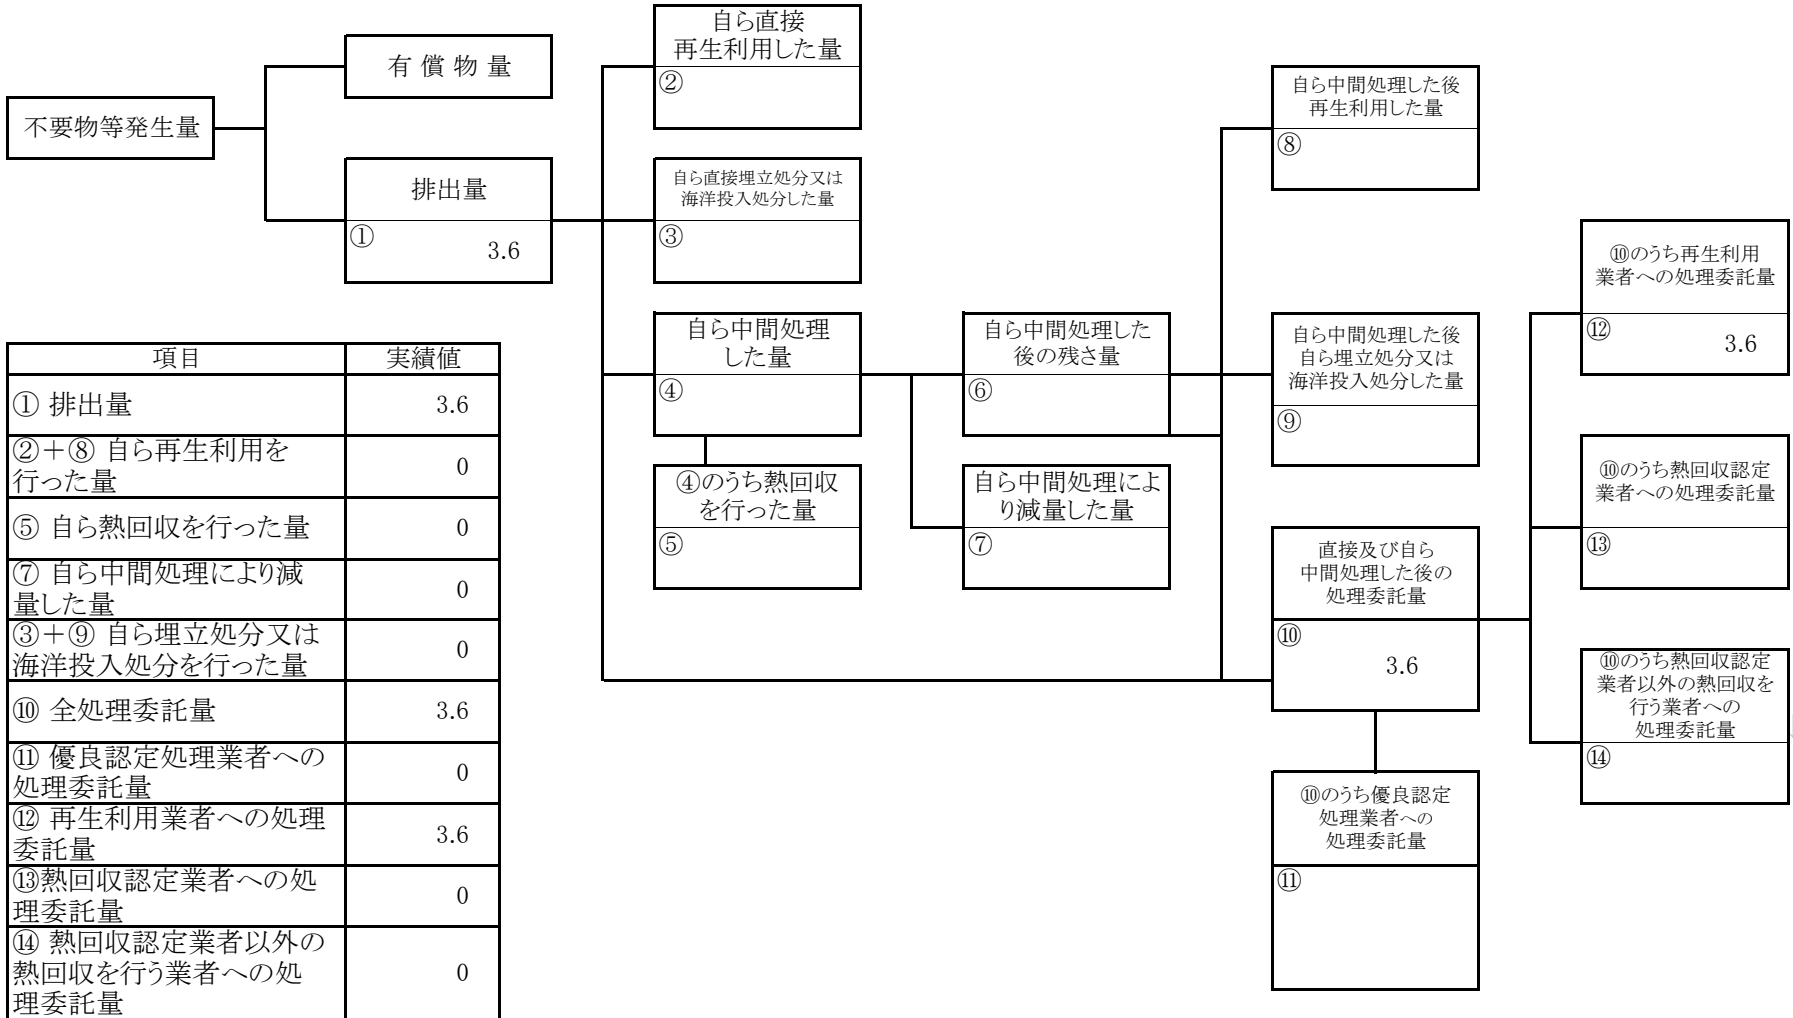 不要物等発生量
有 償 物 量
排出量
①
3.6
自ら直接
再生利用した量
②
自ら直接埋立処分又は
海洋投入処分した量
③
自ら中間処理
した量
④
④のうち熱回収
を行った量
⑤
自ら中間処理した
後の残さ量
⑥
自ら中間処理によ
り減量した量
⑦
自ら中間処理した後
再生利用した量
⑧
自ら中間処理した後
自ら埋立処分又は
海洋投入処分した量
⑨
直接及び自ら
中間処理した後の
処理委託量
⑩
3.6
⑩のうち優良認定
処理業者への
処理委託量
⑪
⑩のうち再生利用
業者への処理委託量
⑫
3.6
⑩のうち熱回収認定
業者への処理委託量
⑬
⑩のうち熱回収認定
業者以外の熱回収を
行う業者への
処理委託量
⑭
項目 実績値
① 排出量 3.6
②＋⑧ 自ら再生利用を
行った量 0
⑤ 自ら熱回収を行った量 0
⑦ 自ら中間処理により減
量した量 0
③＋⑨ 自ら埋立処分又は
海洋投入処分を行った量 0
⑩ 全処理委託量 3.6
⑪ 優良認定処理業者への
処理委託量 0
⑫ 再生利用業者への処理
委託量 3.6
⑬熱回収認定業者への処
理委託量 0
⑭ 熱回収認定業者以外の
熱回収を行う業者への処 0
理委託量